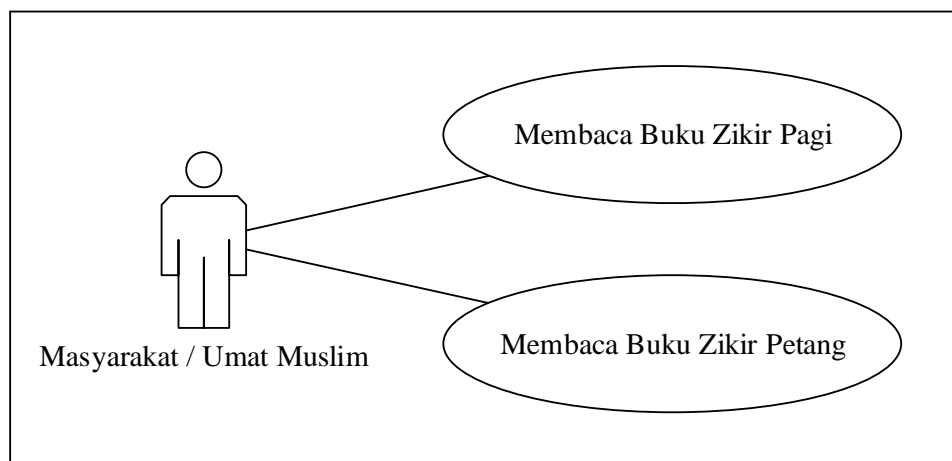 Membaca Buku Zikir Pagi
Masyarakat / Umat Muslim
Membaca Buku Zikir Petang